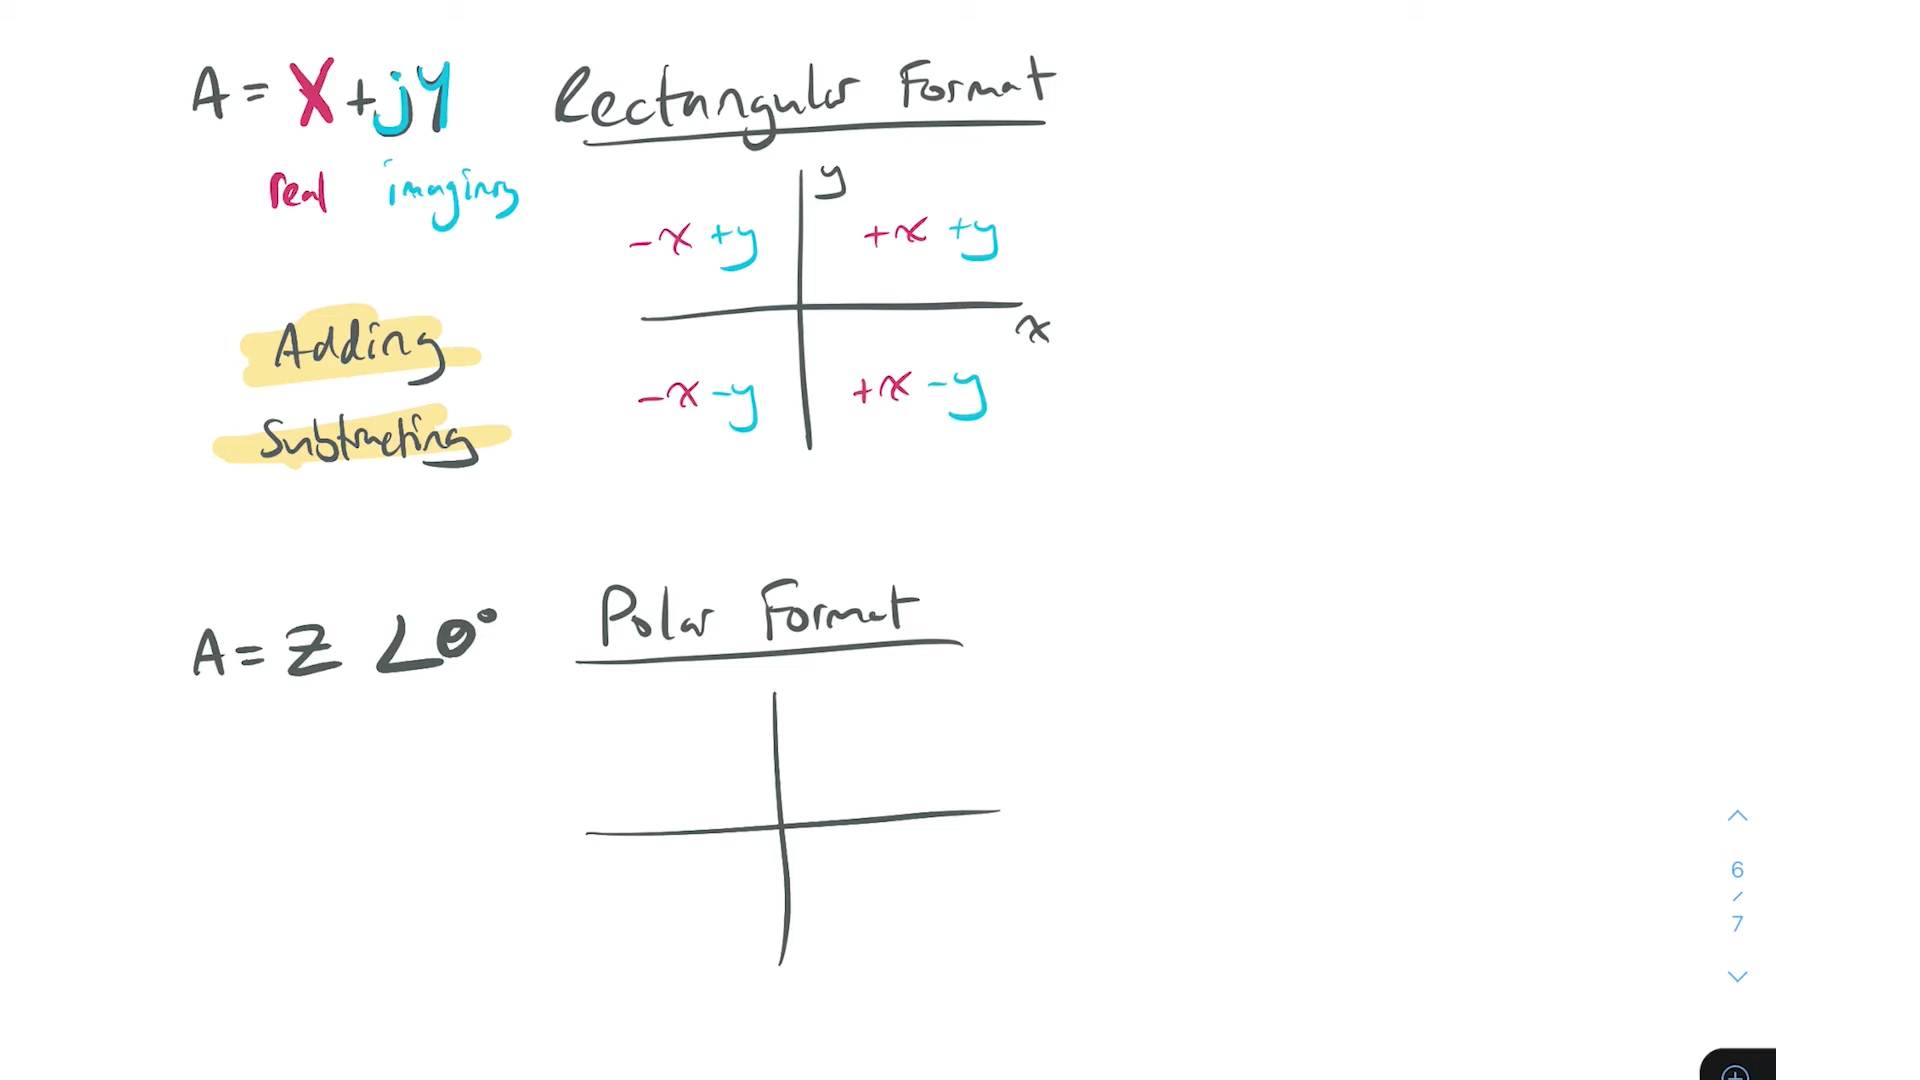 A = X + jY Rectangular Format
real imaginary
y
-x +y +x +y
x
Adding
-x -y +x -y
Subtracting
A = Z ∠θ° Polar Format
6
/
7